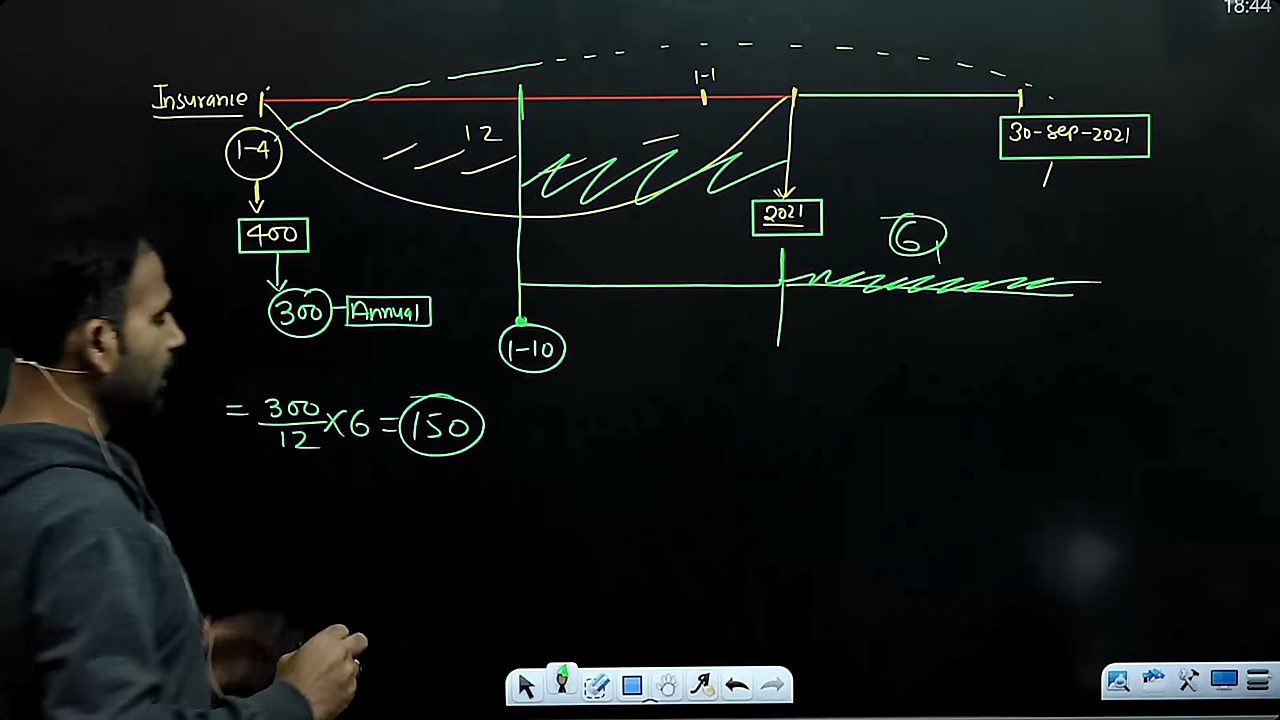 18:44
Insurance
1-1
12
30-sep-2021
1-4
2021
400
6
300 Annual
1-10
= 300/12 × 6 = 150